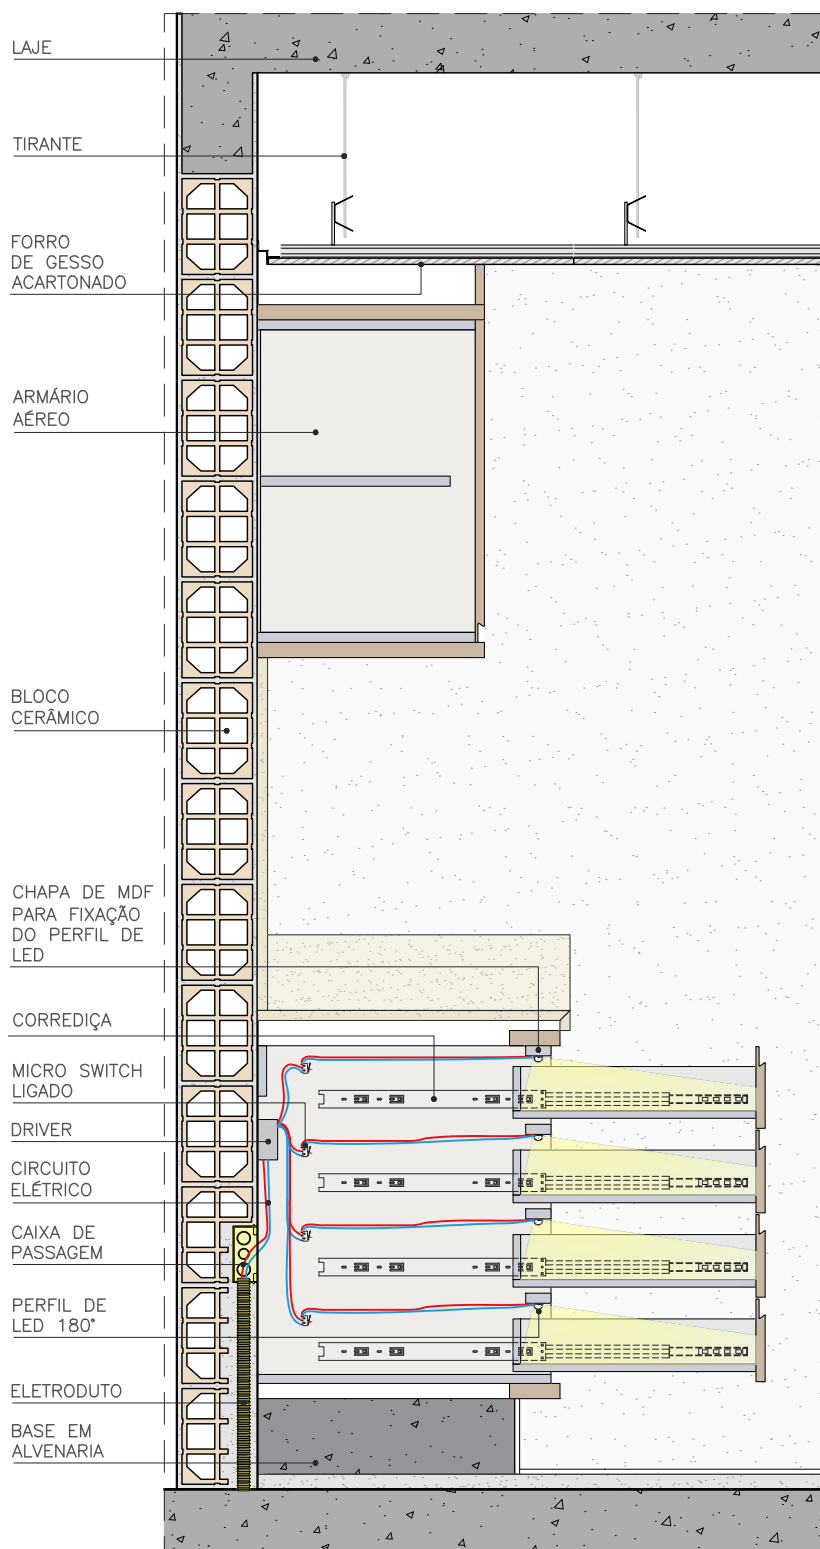 LAJE
TIRANTE
FORRO
DE GESSO
ACARTONADO
ARMÁRIO
AÉREO
BLOCO
CERÂMICO
CHAPA DE MDF
PARA FIXAÇÃO
DO PERFIL DE
LED
CORREDIÇA
MICRO SWITCH
LIGADO
DRIVER
CIRCUITO
ELÉTRICO
CAIXA DE
PASSAGEM
PERFIL DE
LED 180°
ELETRODUTO
BASE EM
ALVENARIA